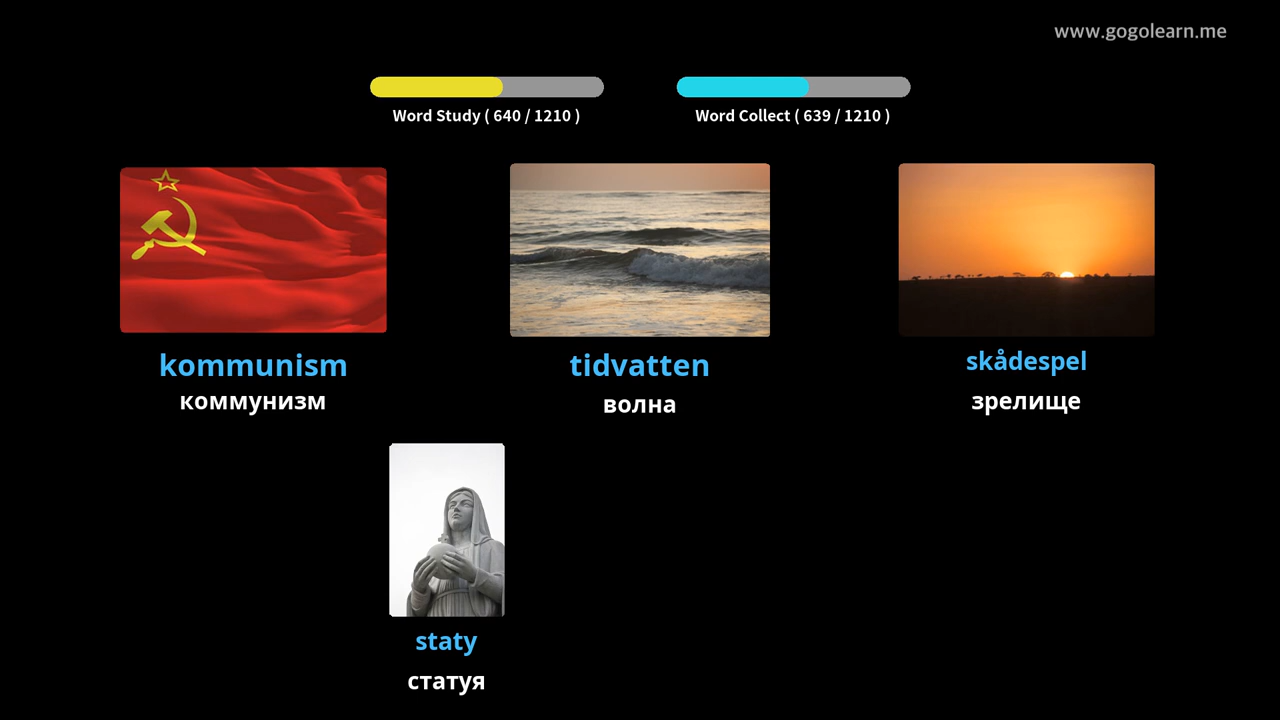 www.gogolearn.me
Word Study ( 640 / 1210 )
Word Collect ( 639 / 1210 )
kommunism
коммунизм
tidvatten
волна
skådespel
зрелище
staty
статуя